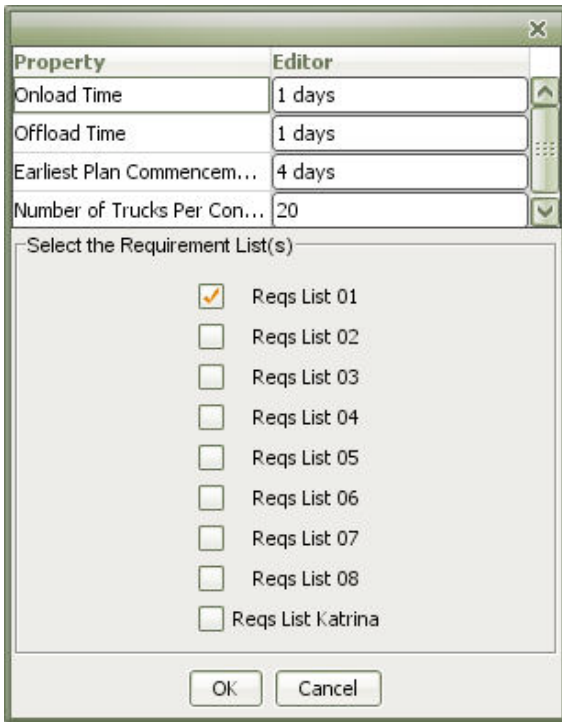 Property Editor
Onload Time 1 days
Offload Time 1 days
Earliest Plan Commencem... 4 days
Number of Trucks Per Con... 20
Select the Requirement List(s)
Reqs List 01
Reqs List 02
Reqs List 03
Reqs List 04
Reqs List 05
Reqs List 06
Reqs List 07
Reqs List 08
Reqs List Katrina
OK Cancel